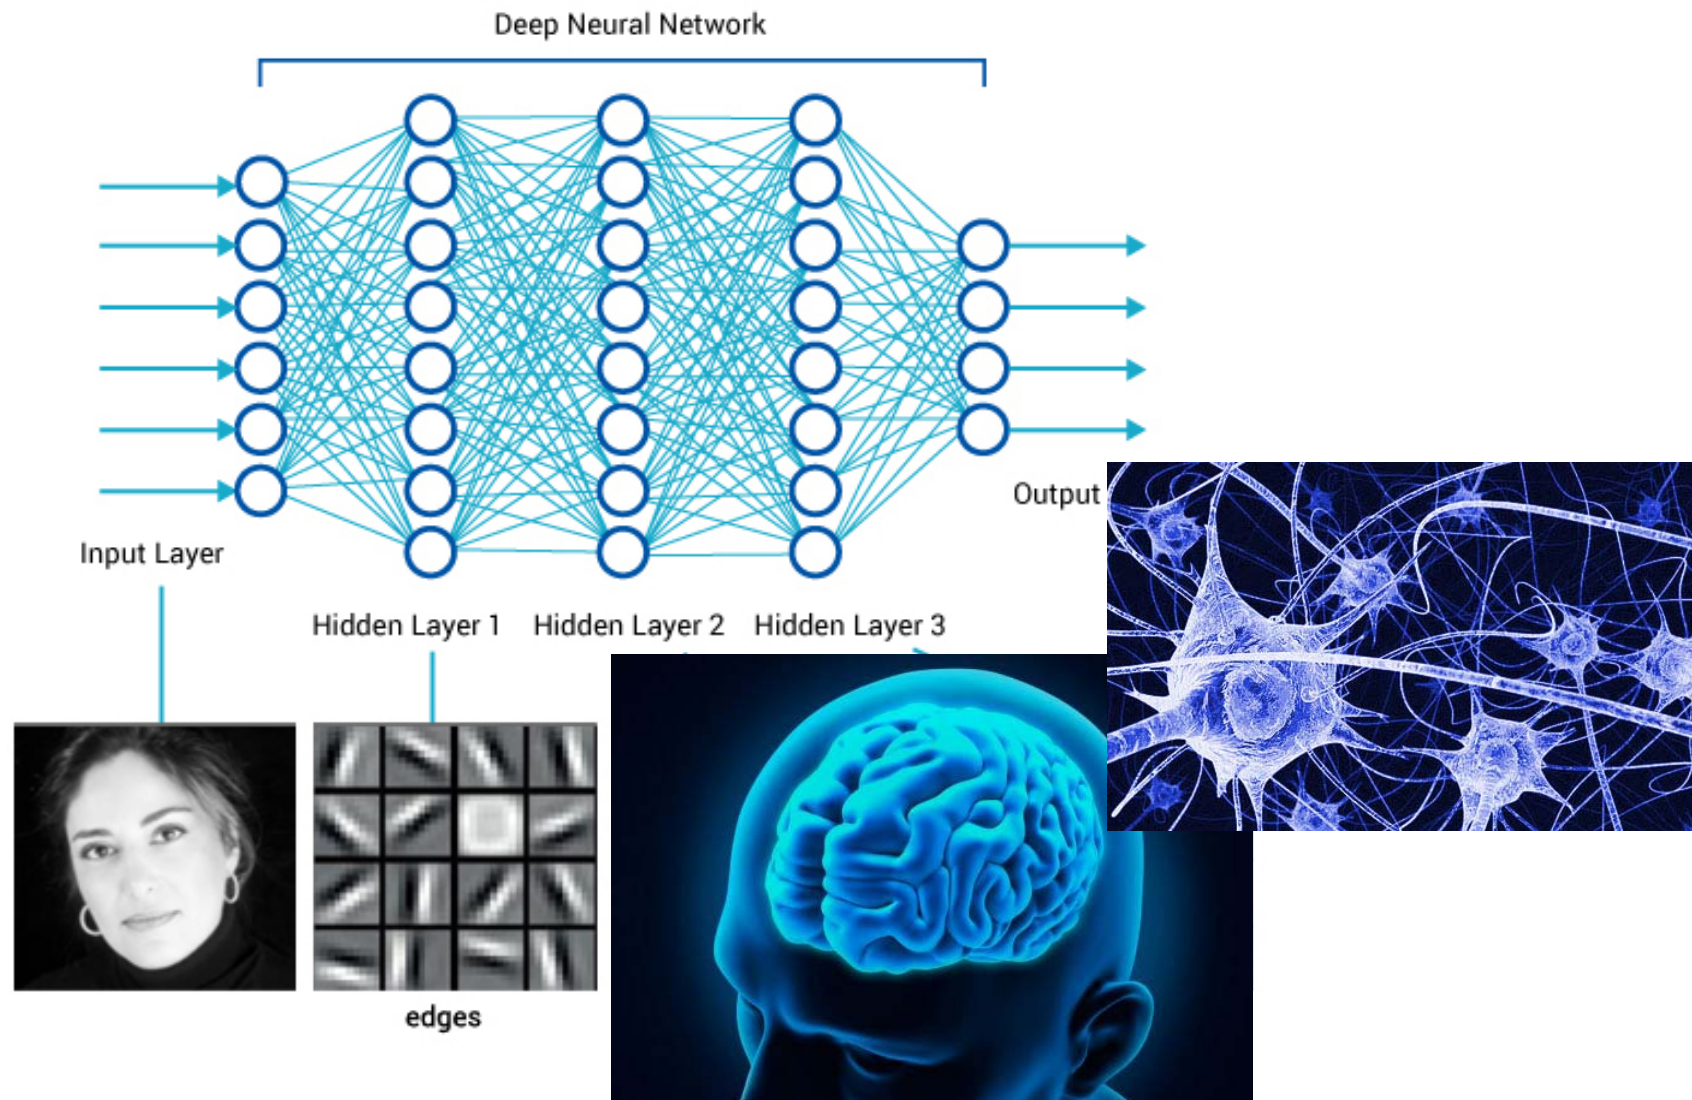 Deep Neural Network
Output
Input Layer
Hidden Layer 1
Hidden Layer 2
Hidden Layer 3
edges